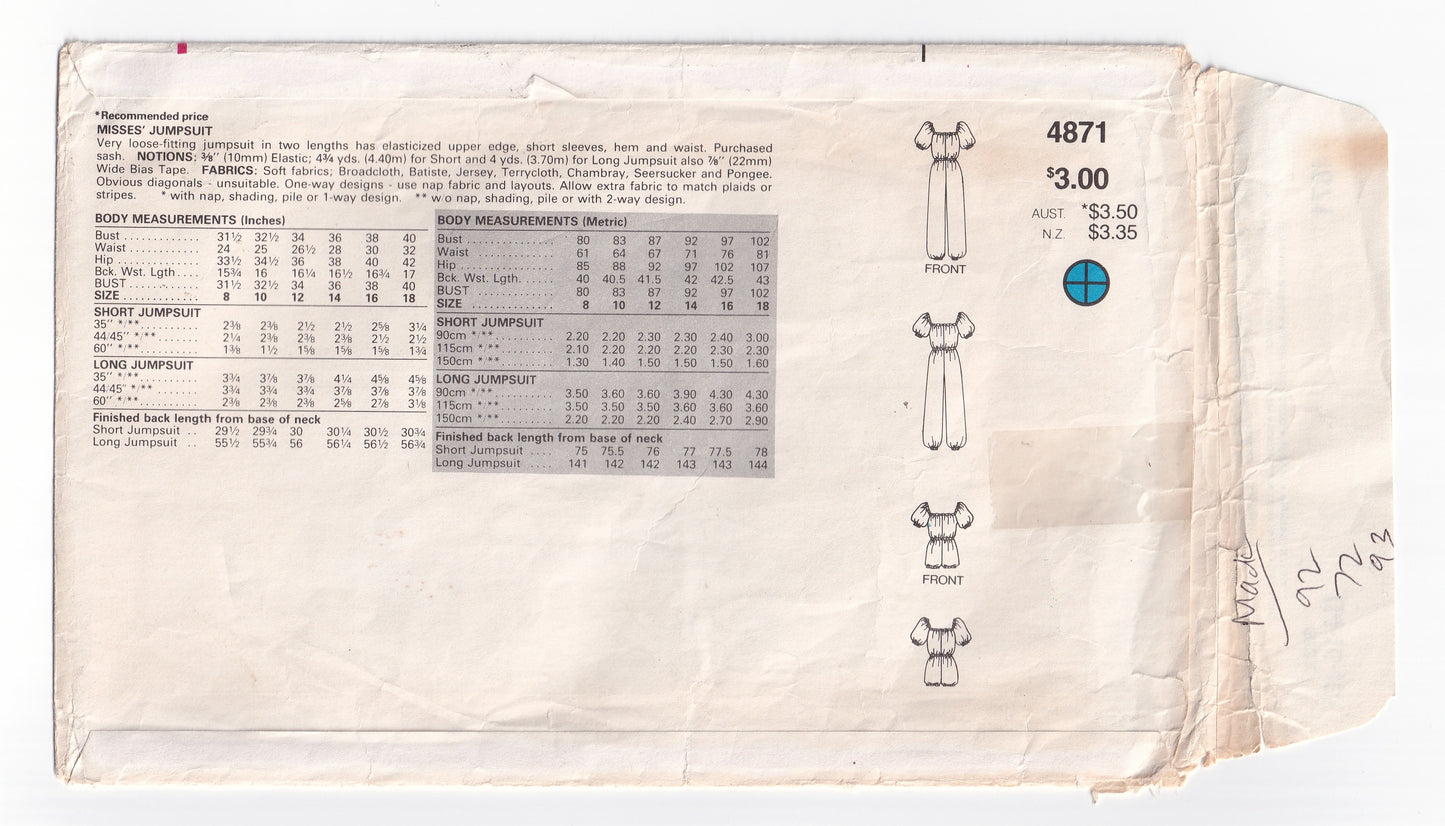 *Recommended price
MISSES' JUMPSUIT
Very loose-fitting jumpsuit in two lengths has elasticized upper edge, short sleeves, hem and waist. Purchased
sash. NOTIONS: ⅜" (10mm) Elastic; 4¾ yds. (4.40m) for Short and 4 yds. (3.70m) for Long Jumpsuit also ⅞" (22mm)
Wide Bias Tape. FABRICS: Soft fabrics; Broadcloth, Batiste, Jersey, Terrycloth, Chambray, Seersucker and Pongee.
Obvious diagonals - unsuitable. One-way designs - use nap fabric and layouts. Allow extra fabric to match plaids or
stripes. * with nap, shading, pile or 1-way design. ** w/o nap, shading, pile or with 2-way design.
BODY MEASUREMENTS (Inches)
Bust ............ 31½ 32½ 34 36 38 40
Waist ............ 24 25 26½ 28 30 32
Hip ............ 33½ 34½ 36 38 40 42
Bck. Wst. Lgth.... 15¾ 16 16¼ 16½ 16¾ 17
BUST ............ 31½ 32½ 34 36 38 40
SIZE ............ 8 10 12 14 16 18
SHORT JUMPSUIT
35" */** .......... 2⅜ 2⅜ 2½ 2½ 2⅝ 3¼
44/45" */** ........ 2¼ 2⅜ 2⅜ 2⅜ 2½ 2½
60" */** .......... 1⅜ 1½ 1⅝ 1⅝ 1⅝ 1¾
LONG JUMPSUIT
35" */** .......... 3¾ 3⅞ 3⅞ 4¼ 4⅝ 4⅝
44/45" */** ........ 3¾ 3¾ 3¾ 3⅞ 3⅞ 3⅞
60" */** .......... 2⅜ 2⅜ 2⅜ 2⅝ 2⅞ 3⅛
Finished back length from base of neck
Short Jumpsuit .. 29½ 29¾ 30 30¼ 30½ 30¾
Long Jumpsuit .. 55½ 55¾ 56 56¼ 56½ 56¾
BODY MEASUREMENTS (Metric)
Bust ............... 80 83 87 92 97 102
Waist ............... 61 64 67 71 76 81
Hip ............... 85 88 92 97 102 107
Bck. Wst. Lgth. ...... 40 40.5 41.5 42 42.5 43
BUST ............... 80 83 87 92 97 102
SIZE ............... 8 10 12 14 16 18
SHORT JUMPSUIT
90cm */** ......... 2.20 2.20 2.30 2.30 2.40 3.00
115cm */** ......... 2.10 2.20 2.20 2.20 2.30 2.30
150cm */** ......... 1.30 1.40 1.50 1.50 1.50 1.60
LONG JUMPSUIT
90cm */** ......... 3.50 3.60 3.60 3.90 4.30 4.30
115cm */** ......... 3.50 3.50 3.50 3.60 3.60 3.60
150cm */** ......... 2.20 2.20 2.20 2.40 2.70 2.90
Finished back length from base of neck
Short Jumpsuit .... 75 75.5 76 77 77.5 78
Long Jumpsuit .... 141 142 142 143 143 144
FRONT
FRONT
4871
$3.00
AUST. *$3.50
N.Z. $3.35
Made
92
72
93